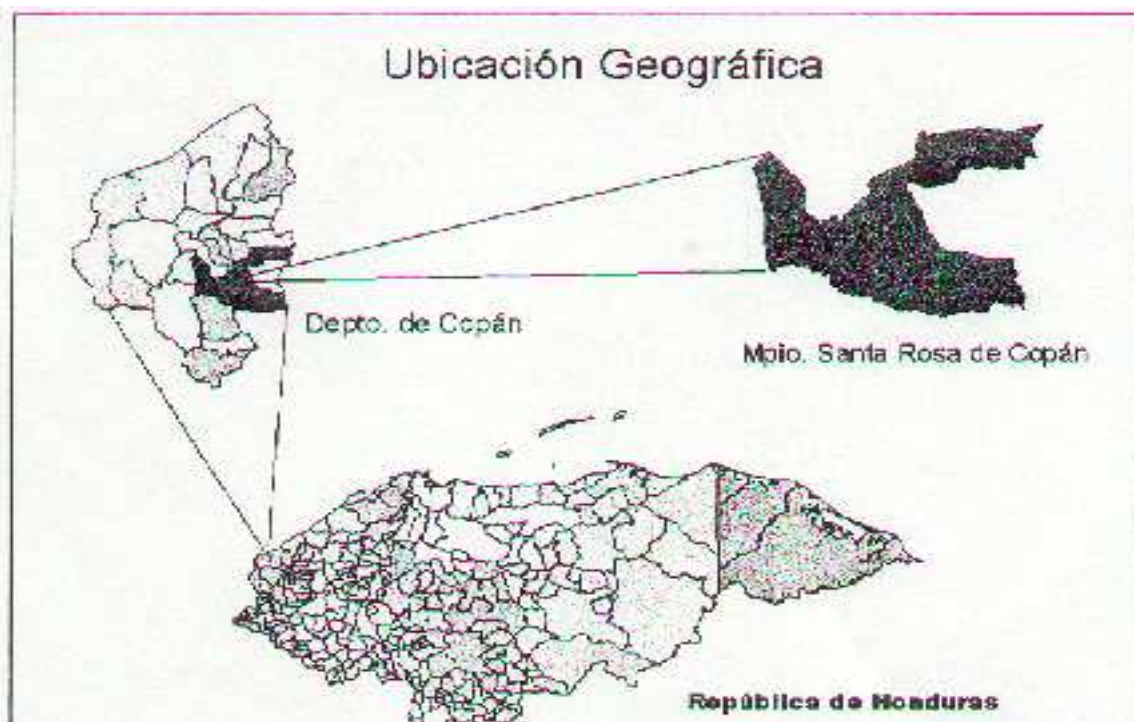 Ubicación Geográfica
Depto. de Copán
Mpio. Santa Rosa de Copán
República de Honduras